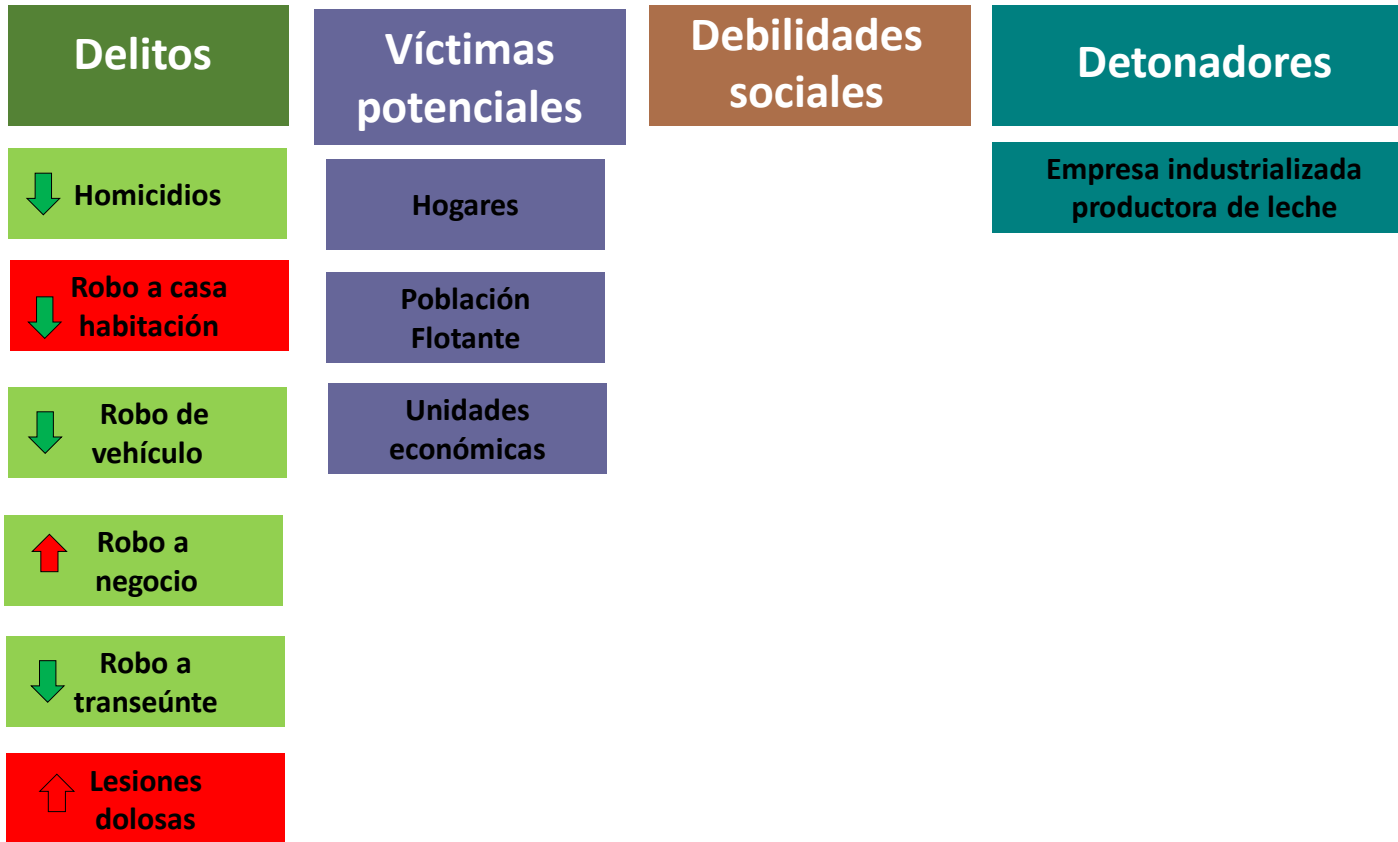 Delitos
Homicidios
Robo a casa
habitación
Robo de
vehículo
Robo a
negocio
Robo a
transeúnte
Lesiones
dolosas
Víctimas
potenciales
Hogares
Población
Flotante
Unidades
económicas
Debilidades
sociales
Detonadores
Empresa industrializada
productora de leche